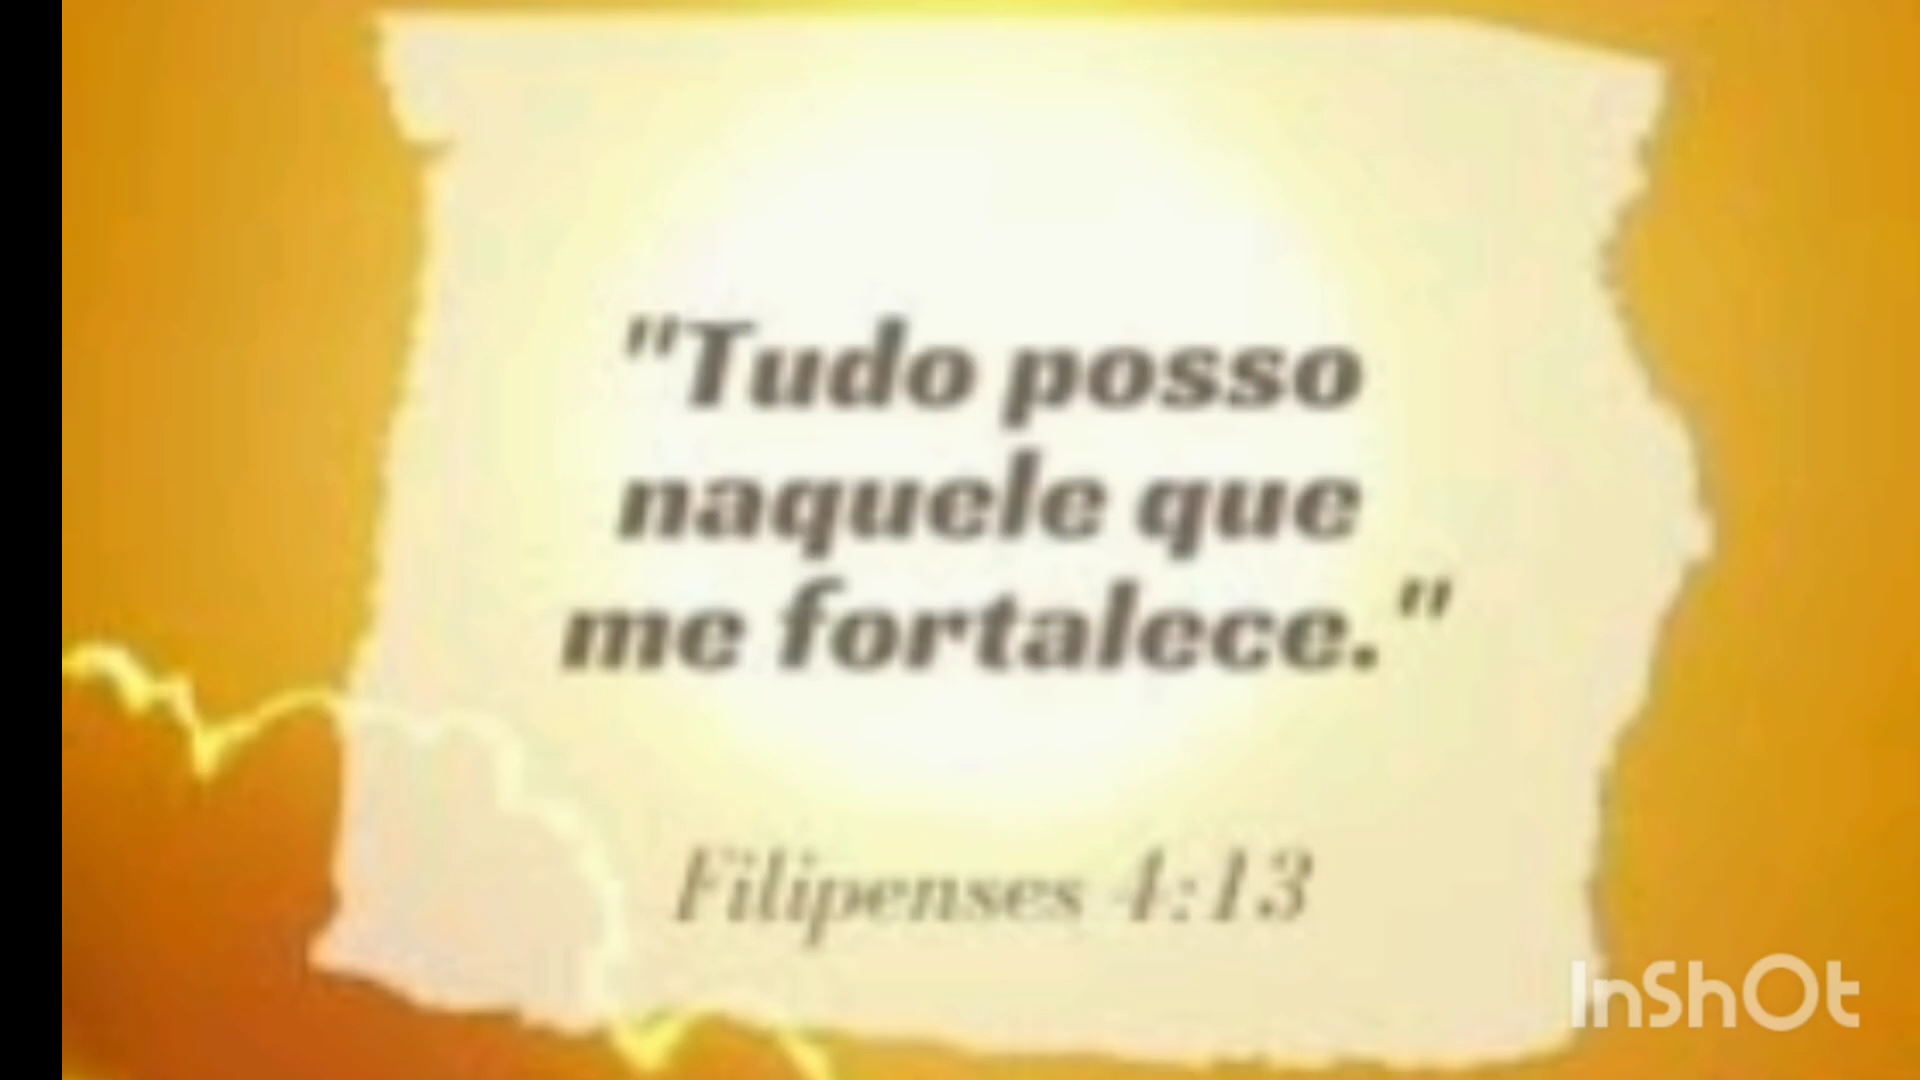 "Tudo posso
naquele que
me fortalece."
Filipenses 4:13
InShOt